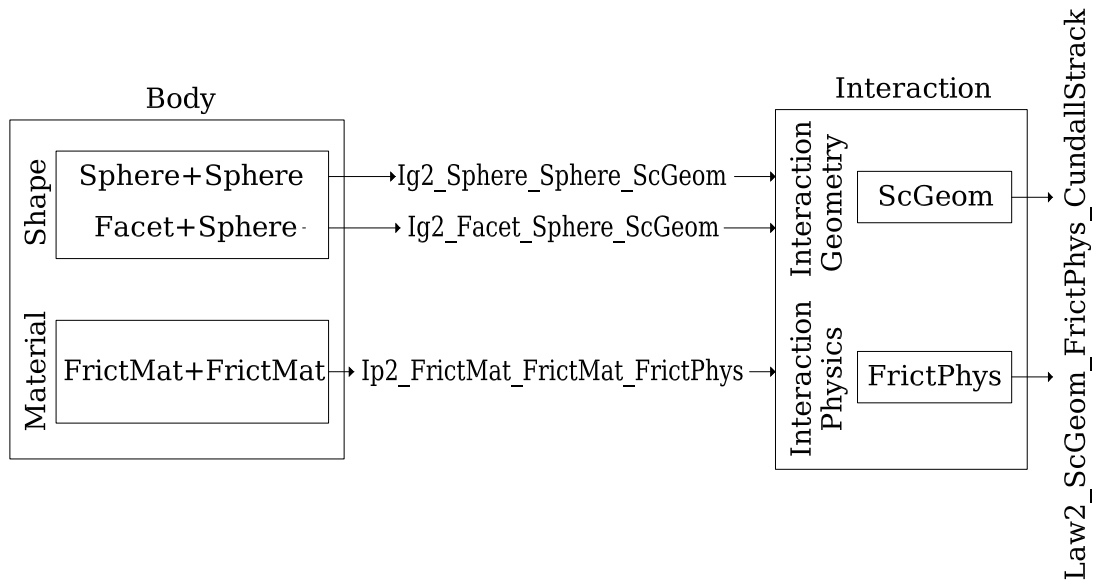 Body
Shape
Sphere+Sphere
Facet+Sphere
Material
FrictMat+FrictMat
Ig2_Sphere_Sphere_ScGeom
Ig2_Facet_Sphere_ScGeom
Ip2_FrictMat_FrictMat_FrictPhys
Interaction
Interaction
Geometry
ScGeom
Interaction
Physics
FrictPhys
Law2_ScGeom_FrictPhys_CundallStrack